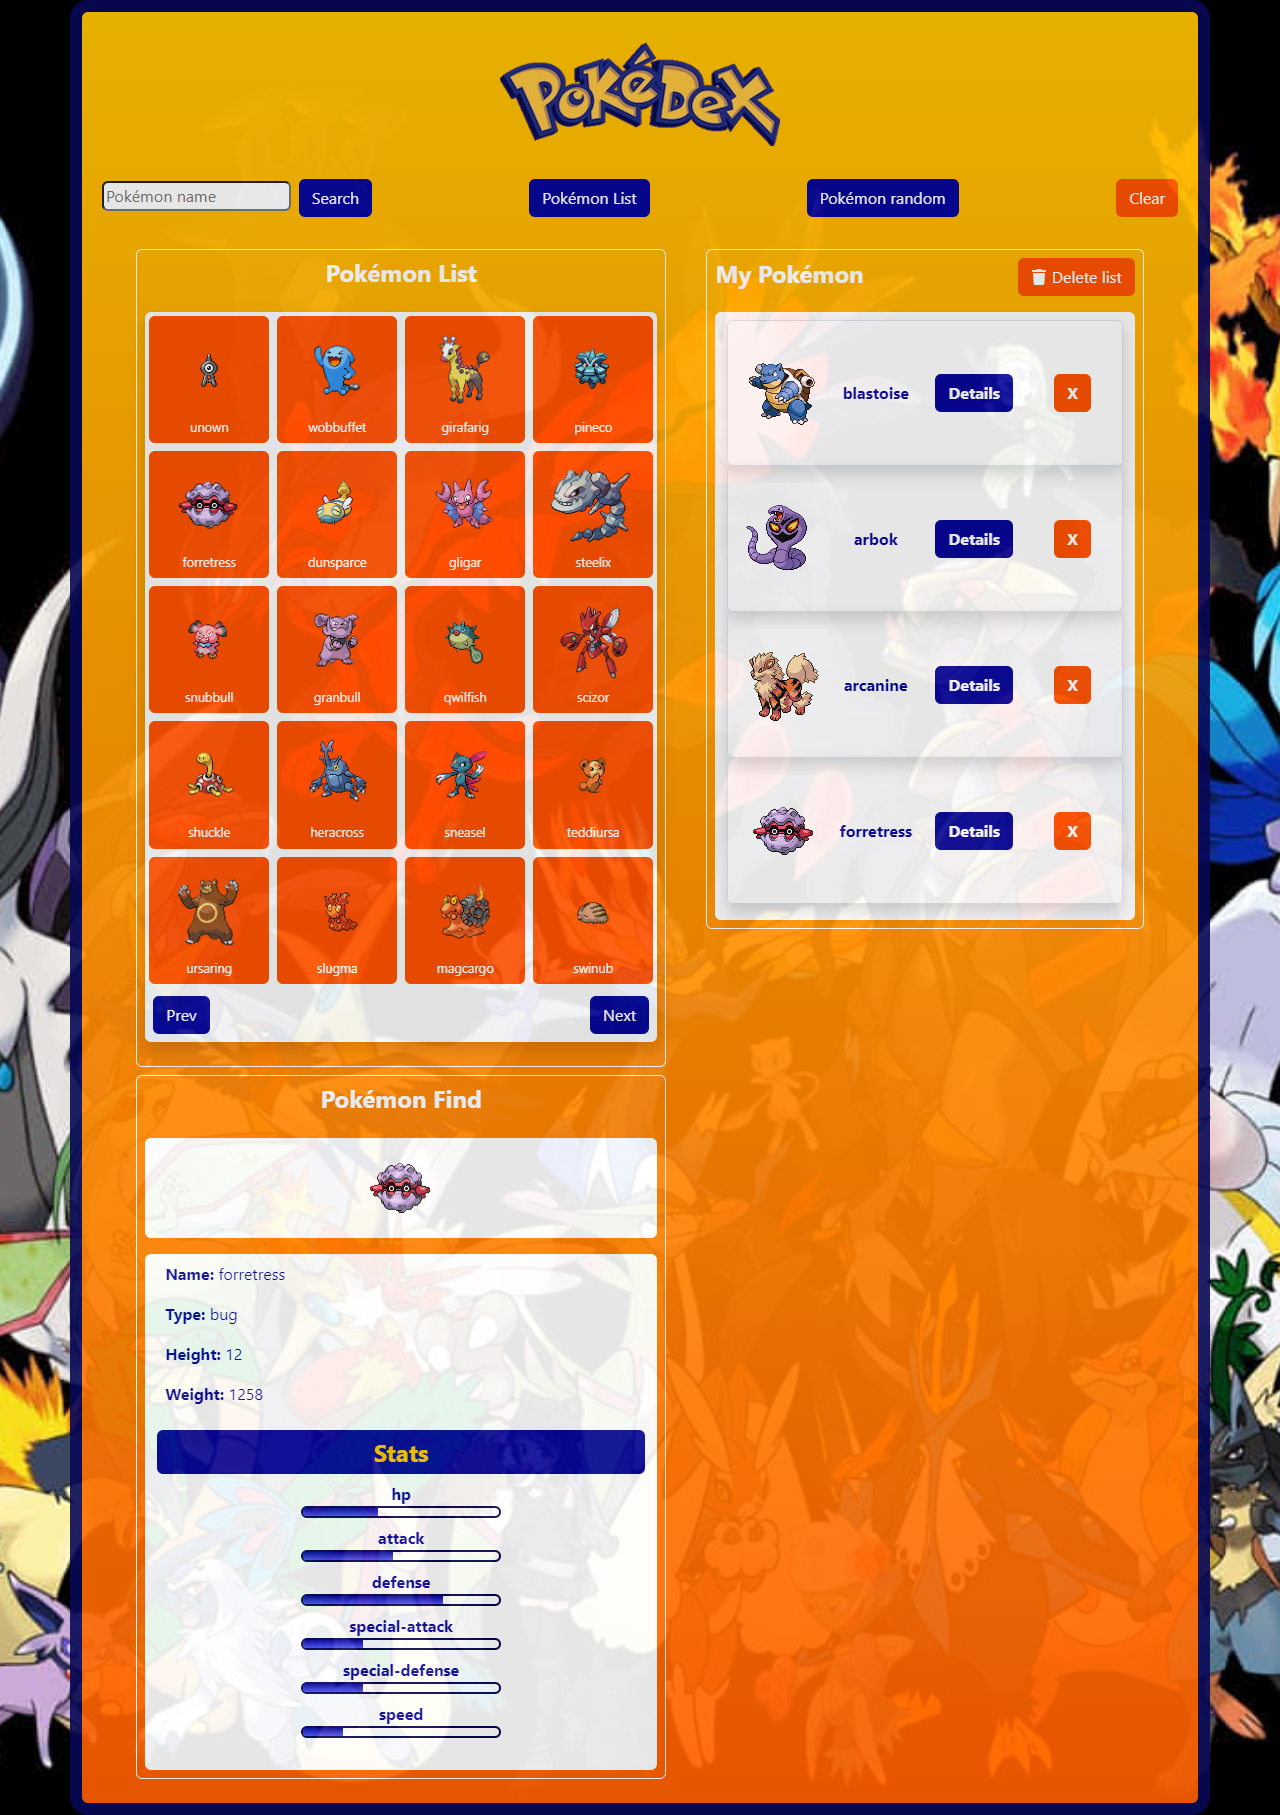 PokéDex
Pokémon name
Search
Pokémon List
Pokémon random
Clear
Pokémon List
unown
wobbuffet
girafarig
pineco
forretress
dunsparce
gligar
steelix
snubbull
granbull
qwilfish
scizor
shuckle
heracross
sneasel
teddiursa
ursaring
slugma
magcargo
swinub
Prev
Next
My Pokémon
Delete list
blastoise
Details
X
arbok
Details
X
arcanine
Details
X
forretress
Details
X
Pokémon Find
Name: forretress
Type: bug
Height: 12
Weight: 1258
Stats
hp
attack
defense
special-attack
special-defense
speed